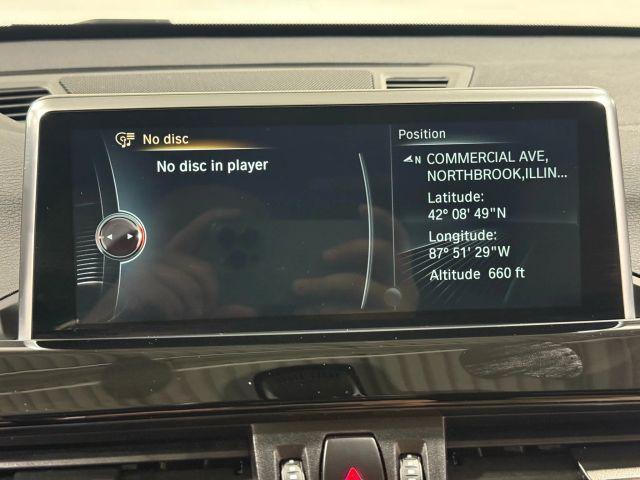 No disc
No disc in player
Position
N COMMERCIAL AVE,
NORTHBROOK,ILLIN...
Latitude:
42° 08' 49"N
Longitude:
87° 51' 29"W
Altitude 660 ft